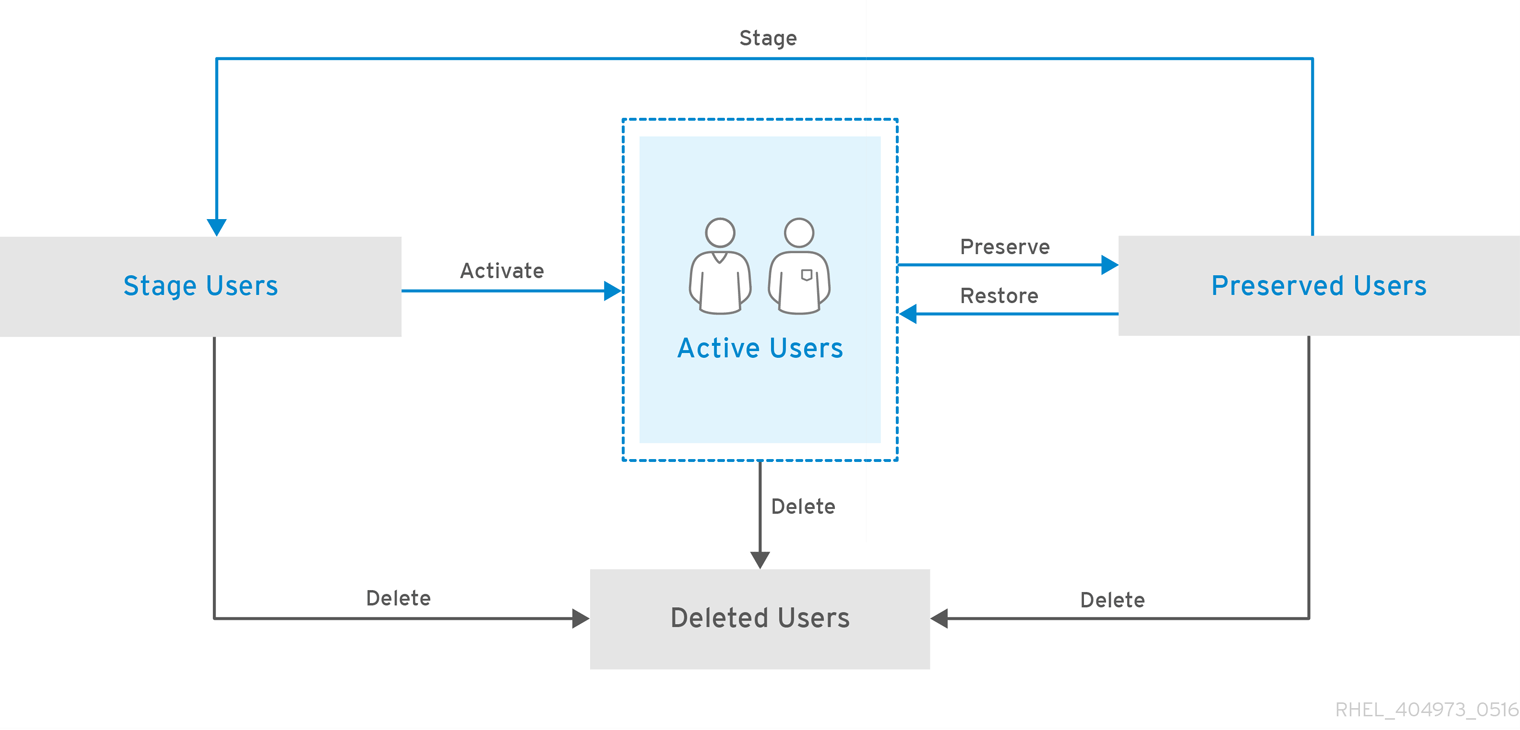 Stage
Preserve
Activate
Stage Users
Preserved Users
Restore
Active Users
Delete
Delete
Delete
Deleted Users
RHEL_404973_0516